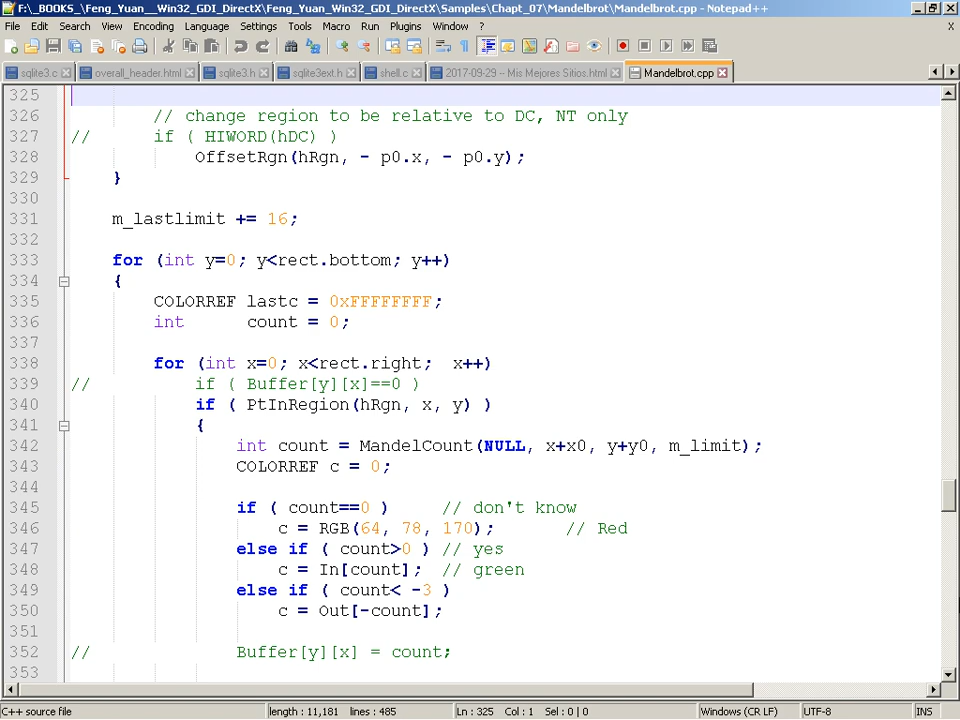 F:\_BOOKS_\Feng_Yuan__Win32_GDI_DirectX\Feng_Yuan_Win32_GDI_DirectX\Samples\Chapt_07\Mandelbrot\Mandelbrot.cpp - Notepad++
File Edit Search View Encoding Language Settings Tools Macro Run Plugins Window ? X
sqlite3.c overall_header.html sqlite3.h sqlite3ext.h shell.c 2017-09-29 -- Mis Mejores Sitios.html Mandelbrot.cpp
325
326 // change region to be relative to DC, NT only
327 // if ( HIWORD(hDC) )
328 OffsetRgn(hRgn, - p0.x, - p0.y);
329 }
330
331 m_lastlimit += 16;
332
333 for (int y=0; y<rect.bottom; y++)
334 {
335 COLORREF lastc = 0xFFFFFFFF;
336 int count = 0;
337
338 for (int x=0; x<rect.right; x++)
339 // if ( Buffer[y][x]==0 )
340 if ( PtInRegion(hRgn, x, y) )
341 {
342 int count = MandelCount(NULL, x+x0, y+y0, m_limit);
343 COLORREF c = 0;
344
345 if ( count==0 ) // don't know
346 c = RGB(64, 78, 170); // Red
347 else if ( count>0 ) // yes
348 c = In[count]; // green
349 else if ( count< -3 )
350 c = Out[-count];
351
352 // Buffer[y][x] = count;
353
C++ source file length : 11,181 lines : 485 Ln : 325 Col : 1 Sel : 0 | 0 Windows (CR LF) UTF-8 INS